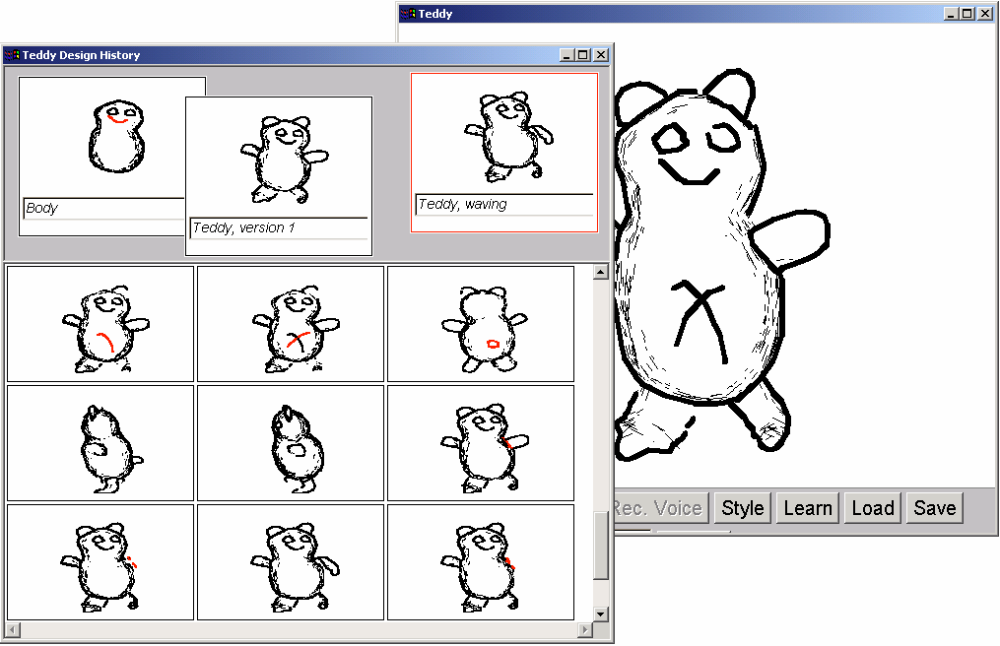 Teddy
Teddy Design History
Body
Teddy, version 1
Teddy, waving
Rec. Voice
Style
Learn
Load
Save